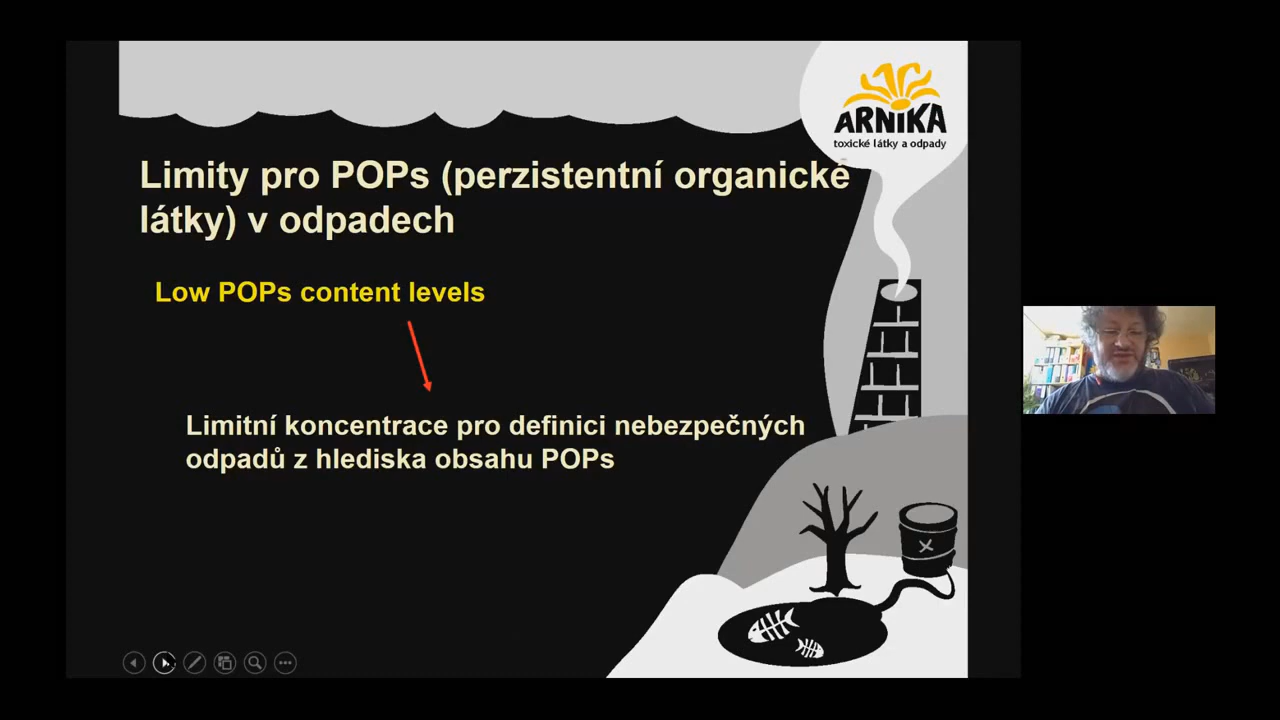 ARNIKA
toxické látky a odpady
Limity pro POPs (perzistentní organické
látky) v odpadech
Low POPs content levels
Limitní koncentrace pro definici nebezpečných
odpadů z hlediska obsahu POPs